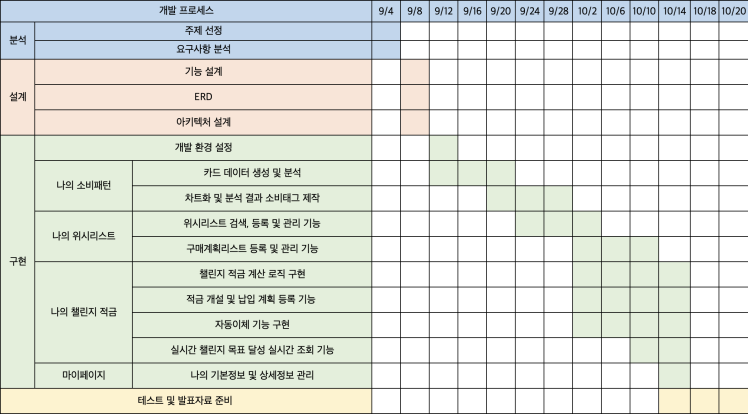 개발 프로세스 9/4 9/8 9/12 9/16 9/20 9/24 9/28 10/2 10/6 10/10 10/14 10/18 10/20
분석
주제 선정
요구사항 분석
설계
기능 설계
ERD
아키텍처 설계
구현
개발 환경 설정
나의 소비패턴
카드 데이터 생성 및 분석
차트화 및 분석 결과 소비태그 제작
나의 위시리스트
위시리스트 검색, 등록 및 관리 기능
구매계획리스트 등록 및 관리 기능
나의 챌린지 적금
챌린지 적금 계산 로직 구현
적금 개설 및 납입 계획 등록 기능
자동이체 기능 구현
실시간 챌린지 목표 달성 실시간 조회 기능
마이페이지
나의 기본정보 및 상세정보 관리
테스트 및 발표자료 준비